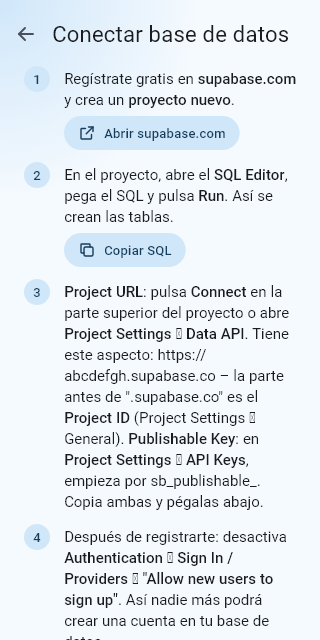 Conectar base de datos
1
Regístrate gratis en supabase.com
y crea un proyecto nuevo.
Abrir supabase.com
2
En el proyecto, abre el SQL Editor,
pega el SQL y pulsa Run. Así se
crean las tablas.
Copiar SQL
3
Project URL: pulsa Connect en la
parte superior del proyecto o abre
Project Settings ▯ Data API. Tiene
este aspecto: https://
abcdefgh.supabase.co – la parte
antes de ".supabase.co" es el
Project ID (Project Settings ▯
General). Publishable Key: en
Project Settings ▯ API Keys,
empieza por sb_publishable_.
Copia ambas y pégalas abajo.
4
Después de registrarte: desactiva
Authentication ▯ Sign In /
Providers ▯ "Allow new users to
sign up". Así nadie más podrá
crear una cuenta en tu base de
datos.